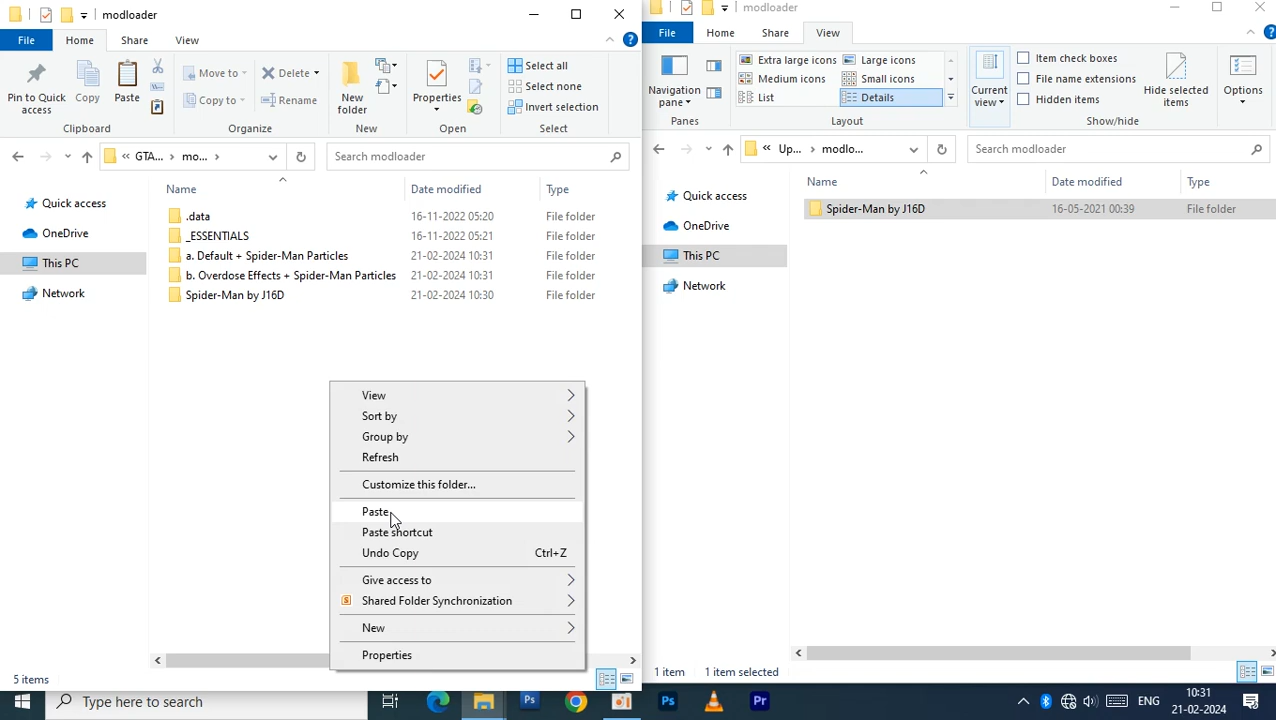 modloader
File
Home
Share
View
Pin to Quick access
Copy
Paste
Move to
Copy to
Delete
Rename
New folder
Properties
Select all
Select none
Invert selection
Clipboard
Organize
New
Open
Select
GTA...
mo...
Search modloader
Quick access
OneDrive
This PC
Network
Name
Date modified
Type
.data 16-11-2022 05:20 File folder
_ESSENTIALS 16-11-2022 05:21 File folder
a. Default + Spider-Man Particles 21-02-2024 10:31 File folder
b. Overdose Effects + Spider-Man Particles 21-02-2024 10:31 File folder
Spider-Man by J16D 21-02-2024 10:30 File folder
View
Sort by
Group by
Refresh
Customize this folder...
Paste
Paste shortcut
Undo Copy Ctrl+Z
Give access to
S Shared Folder Synchronization
New
Properties
5 items
modloader
File
Home
Share
View
Navigation pane
Extra large icons
Large icons
Medium icons
Small icons
List
Details
Current view
Item check boxes
File name extensions
Hidden items
Hide selected items
Options
Panes
Layout
Show/hide
Up...
modlo...
Search modloader
Quick access
OneDrive
This PC
Network
Name
Date modified
Type
Spider-Man by J16D 16-05-2021 00:39 File folder
1 item
1 item selected
Type here to search
Ps
Ps
Pr
ENG
10:31
21-02-2024